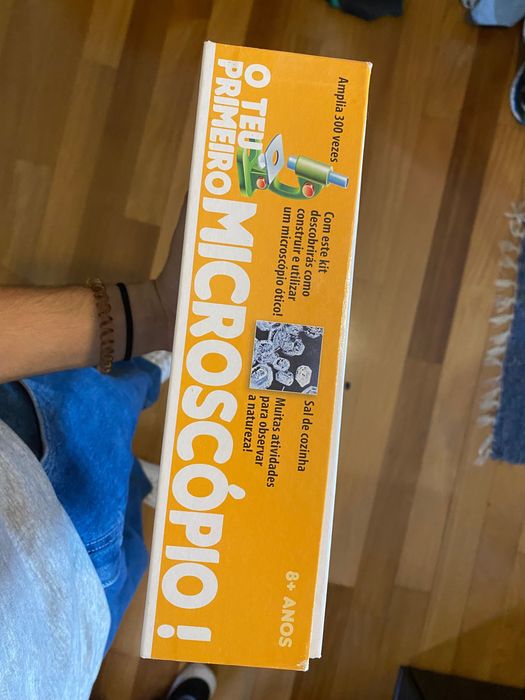 O TEU
PRIMEIRO MICROSCÓPIO!
Amplia 300 vezes
Com este kit
descobrirás como
construir e utilizar
um microscópio ótico!
Sal de cozinha
Muitas atividades
para observar
a natureza!
8+ ANOS